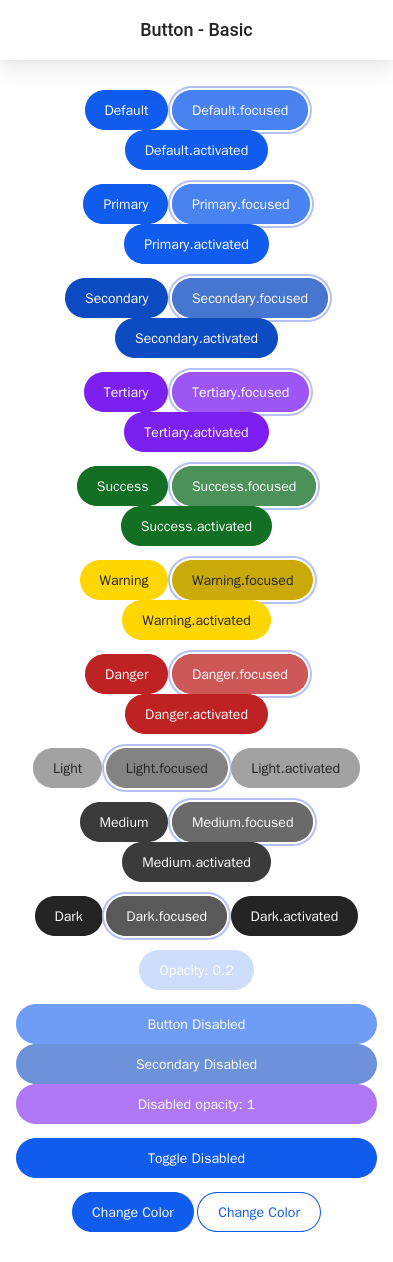 Button - Basic
Default Default.focused
Default.activated
Primary Primary.focused
Primary.activated
Secondary Secondary.focused
Secondary.activated
Tertiary Tertiary.focused
Tertiary.activated
Success Success.focused
Success.activated
Warning Warning.focused
Warning.activated
Danger Danger.focused
Danger.activated
Light Light.focused Light.activated
Medium Medium.focused
Medium.activated
Dark Dark.focused Dark.activated
Opacity: 0.2
Button Disabled
Secondary Disabled
Disabled opacity: 1
Toggle Disabled
Change Color Change Color